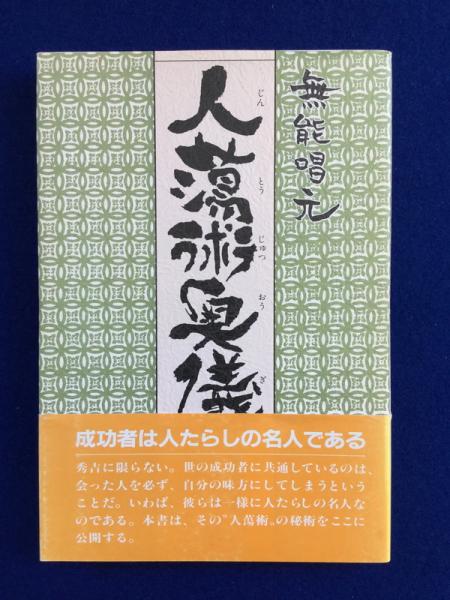 無能唱元
人蕩術奥儀
じんとうじゅつおうぎ
成功者は人たらしの名人である
秀吉に限らない。世の成功者に共通しているのは、
会った人を必ず、自分の味方にしてしまうという
ことだ。いわば、彼らは一様に人たらしの名人な
のである。本書は、その“人蕩術„の秘術をここに
公開する。